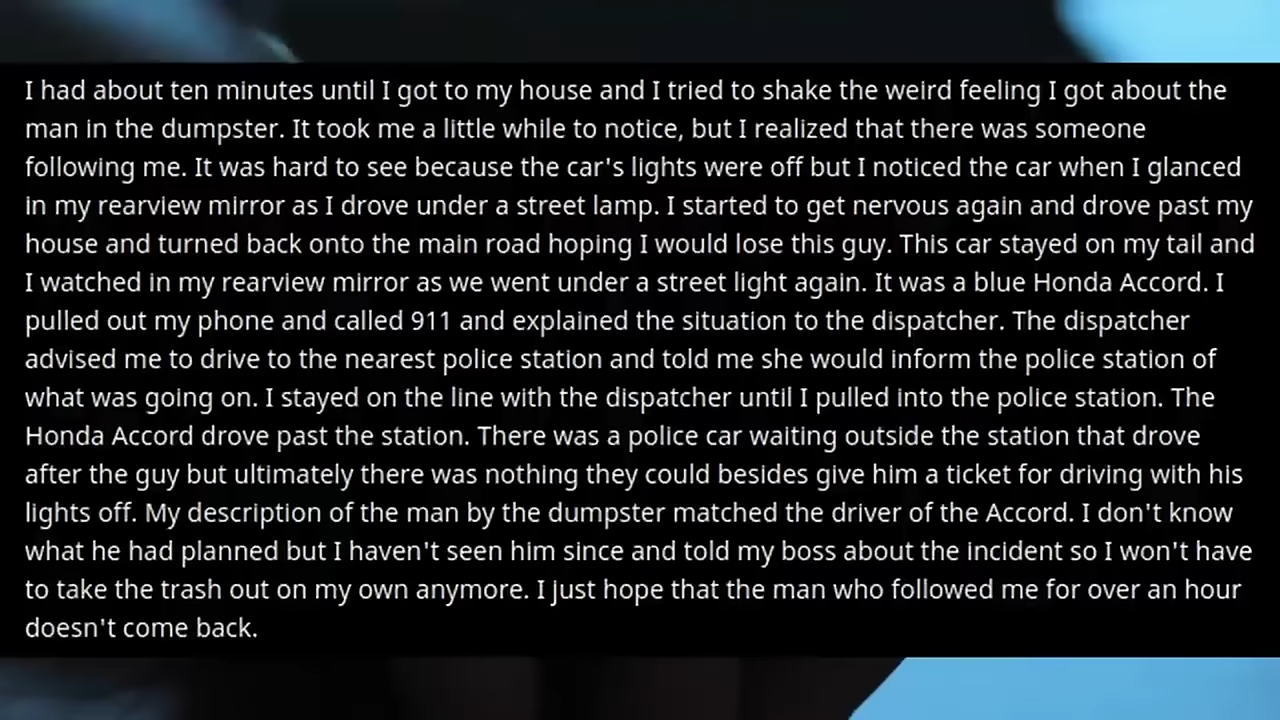 I had about ten minutes until I got to my house and I tried to shake the weird feeling I got about the
man in the dumpster. It took me a little while to notice, but I realized that there was someone
following me. It was hard to see because the car's lights were off but I noticed the car when I glanced
in my rearview mirror as I drove under a street lamp. I started to get nervous again and drove past my
house and turned back onto the main road hoping I would lose this guy. This car stayed on my tail and
I watched in my rearview mirror as we went under a street light again. It was a blue Honda Accord. I
pulled out my phone and called 911 and explained the situation to the dispatcher. The dispatcher
advised me to drive to the nearest police station and told me she would inform the police station of
what was going on. I stayed on the line with the dispatcher until I pulled into the police station. The
Honda Accord drove past the station. There was a police car waiting outside the station that drove
after the guy but ultimately there was nothing they could besides give him a ticket for driving with his
lights off. My description of the man by the dumpster matched the driver of the Accord. I don't know
what he had planned but I haven't seen him since and told my boss about the incident so I won't have
to take the trash out on my own anymore. I just hope that the man who followed me for over an hour
doesn't come back.